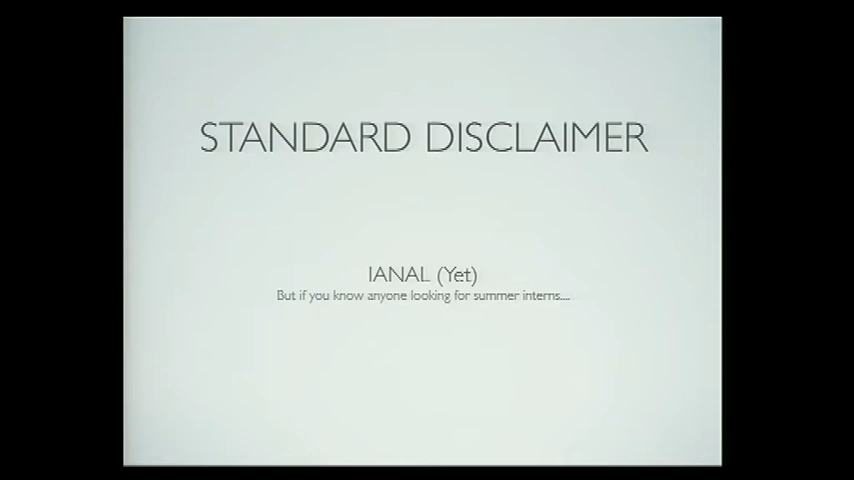 STANDARD DISCLAIMER
IANAL (Yet)
But if you know anyone looking for summer interns....